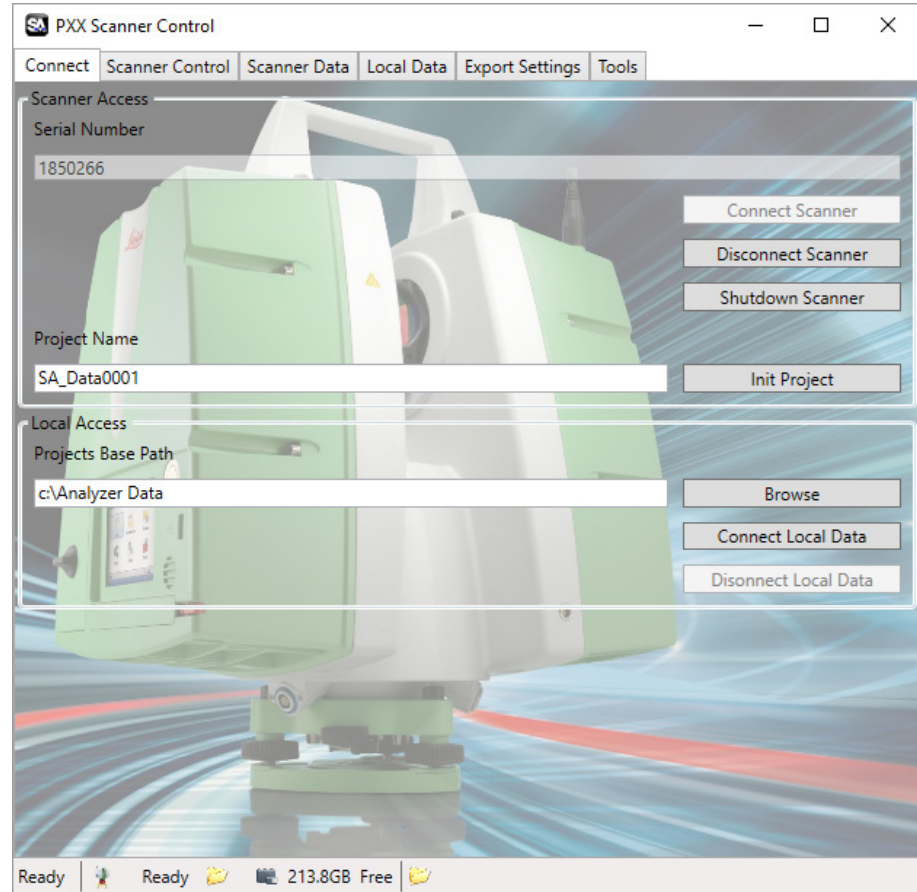 SA PXX Scanner Control
Connect Scanner Control Scanner Data Local Data Export Settings Tools
Scanner Access
Serial Number
1850266
Connect Scanner
Disconnect Scanner
Shutdown Scanner
Project Name
SA_Data0001 Init Project
Local Access
Projects Base Path
c:\Analyzer Data Browse
Connect Local Data
Disonnect Local Data
Leica
Ready Ready 213.8GB Free